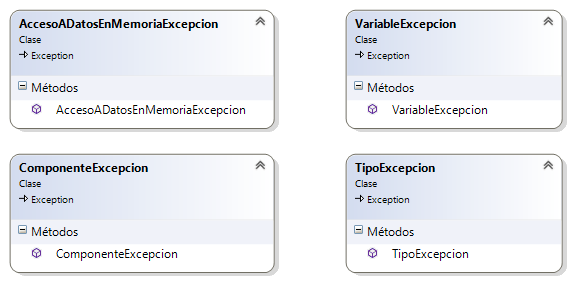 AccesoADatosEnMemoriaExcepcion
Clase
Exception
Métodos
AccesoADatosEnMemoriaExcepcion
VariableExcepcion
Clase
Exception
Métodos
VariableExcepcion
ComponenteExcepcion
Clase
Exception
Métodos
ComponenteExcepcion
TipoExcepcion
Clase
Exception
Métodos
TipoExcepcion